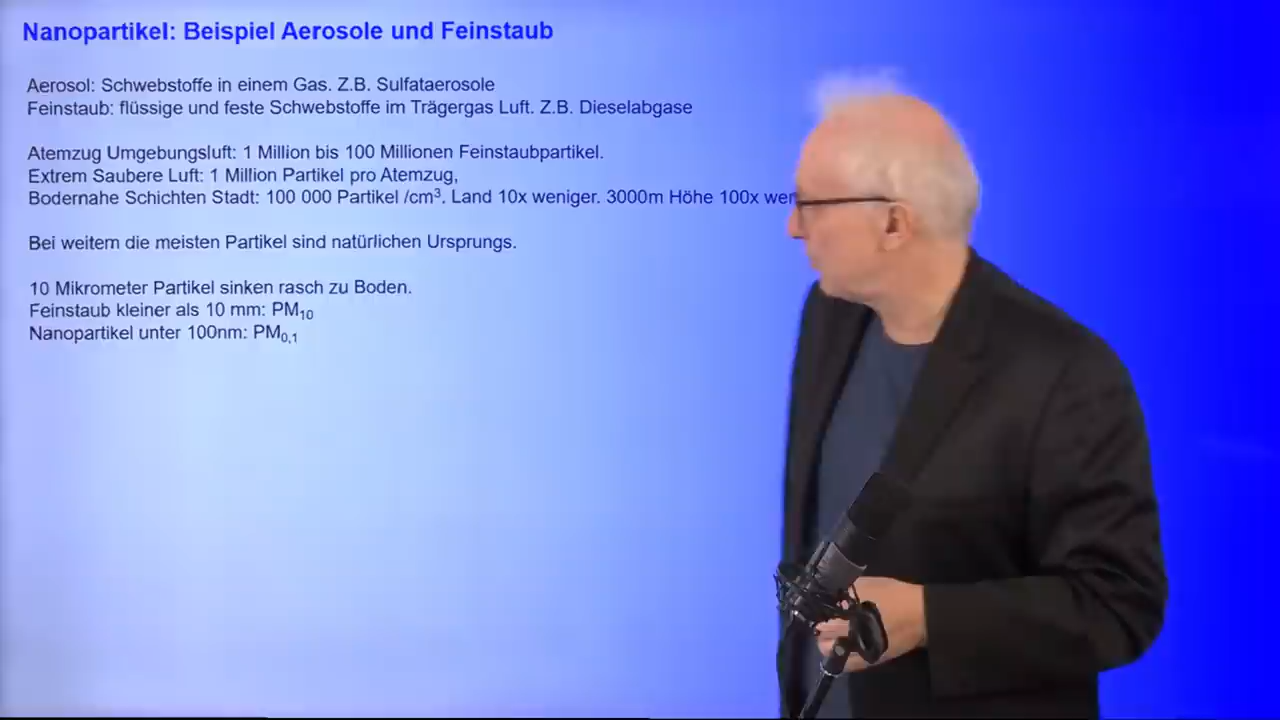 Nanopartikel: Beispiel Aerosole und Feinstaub
Aerosol: Schwebstoffe in einem Gas. Z.B. Sulfataerosole
Feinstaub: flüssige und feste Schwebstoffe im Trägergas Luft. Z.B. Dieselabgase
Atemzug Umgebungsluft: 1 Million bis 100 Millionen Feinstaubpartikel.
Extrem Saubere Luft: 1 Million Partikel pro Atemzug,
Bodernahe Schichten Stadt: 100 000 Partikel /cm³. Land 10x weniger. 3000m Höhe 100x
Bei weitem die meisten Partikel sind natürlichen Ursprungs.
10 Mikrometer Partikel sinken rasch zu Boden.
Feinstaub kleiner als 10 mm: PM₁₀
Nanopartikel unter 100nm: PM₀,₁